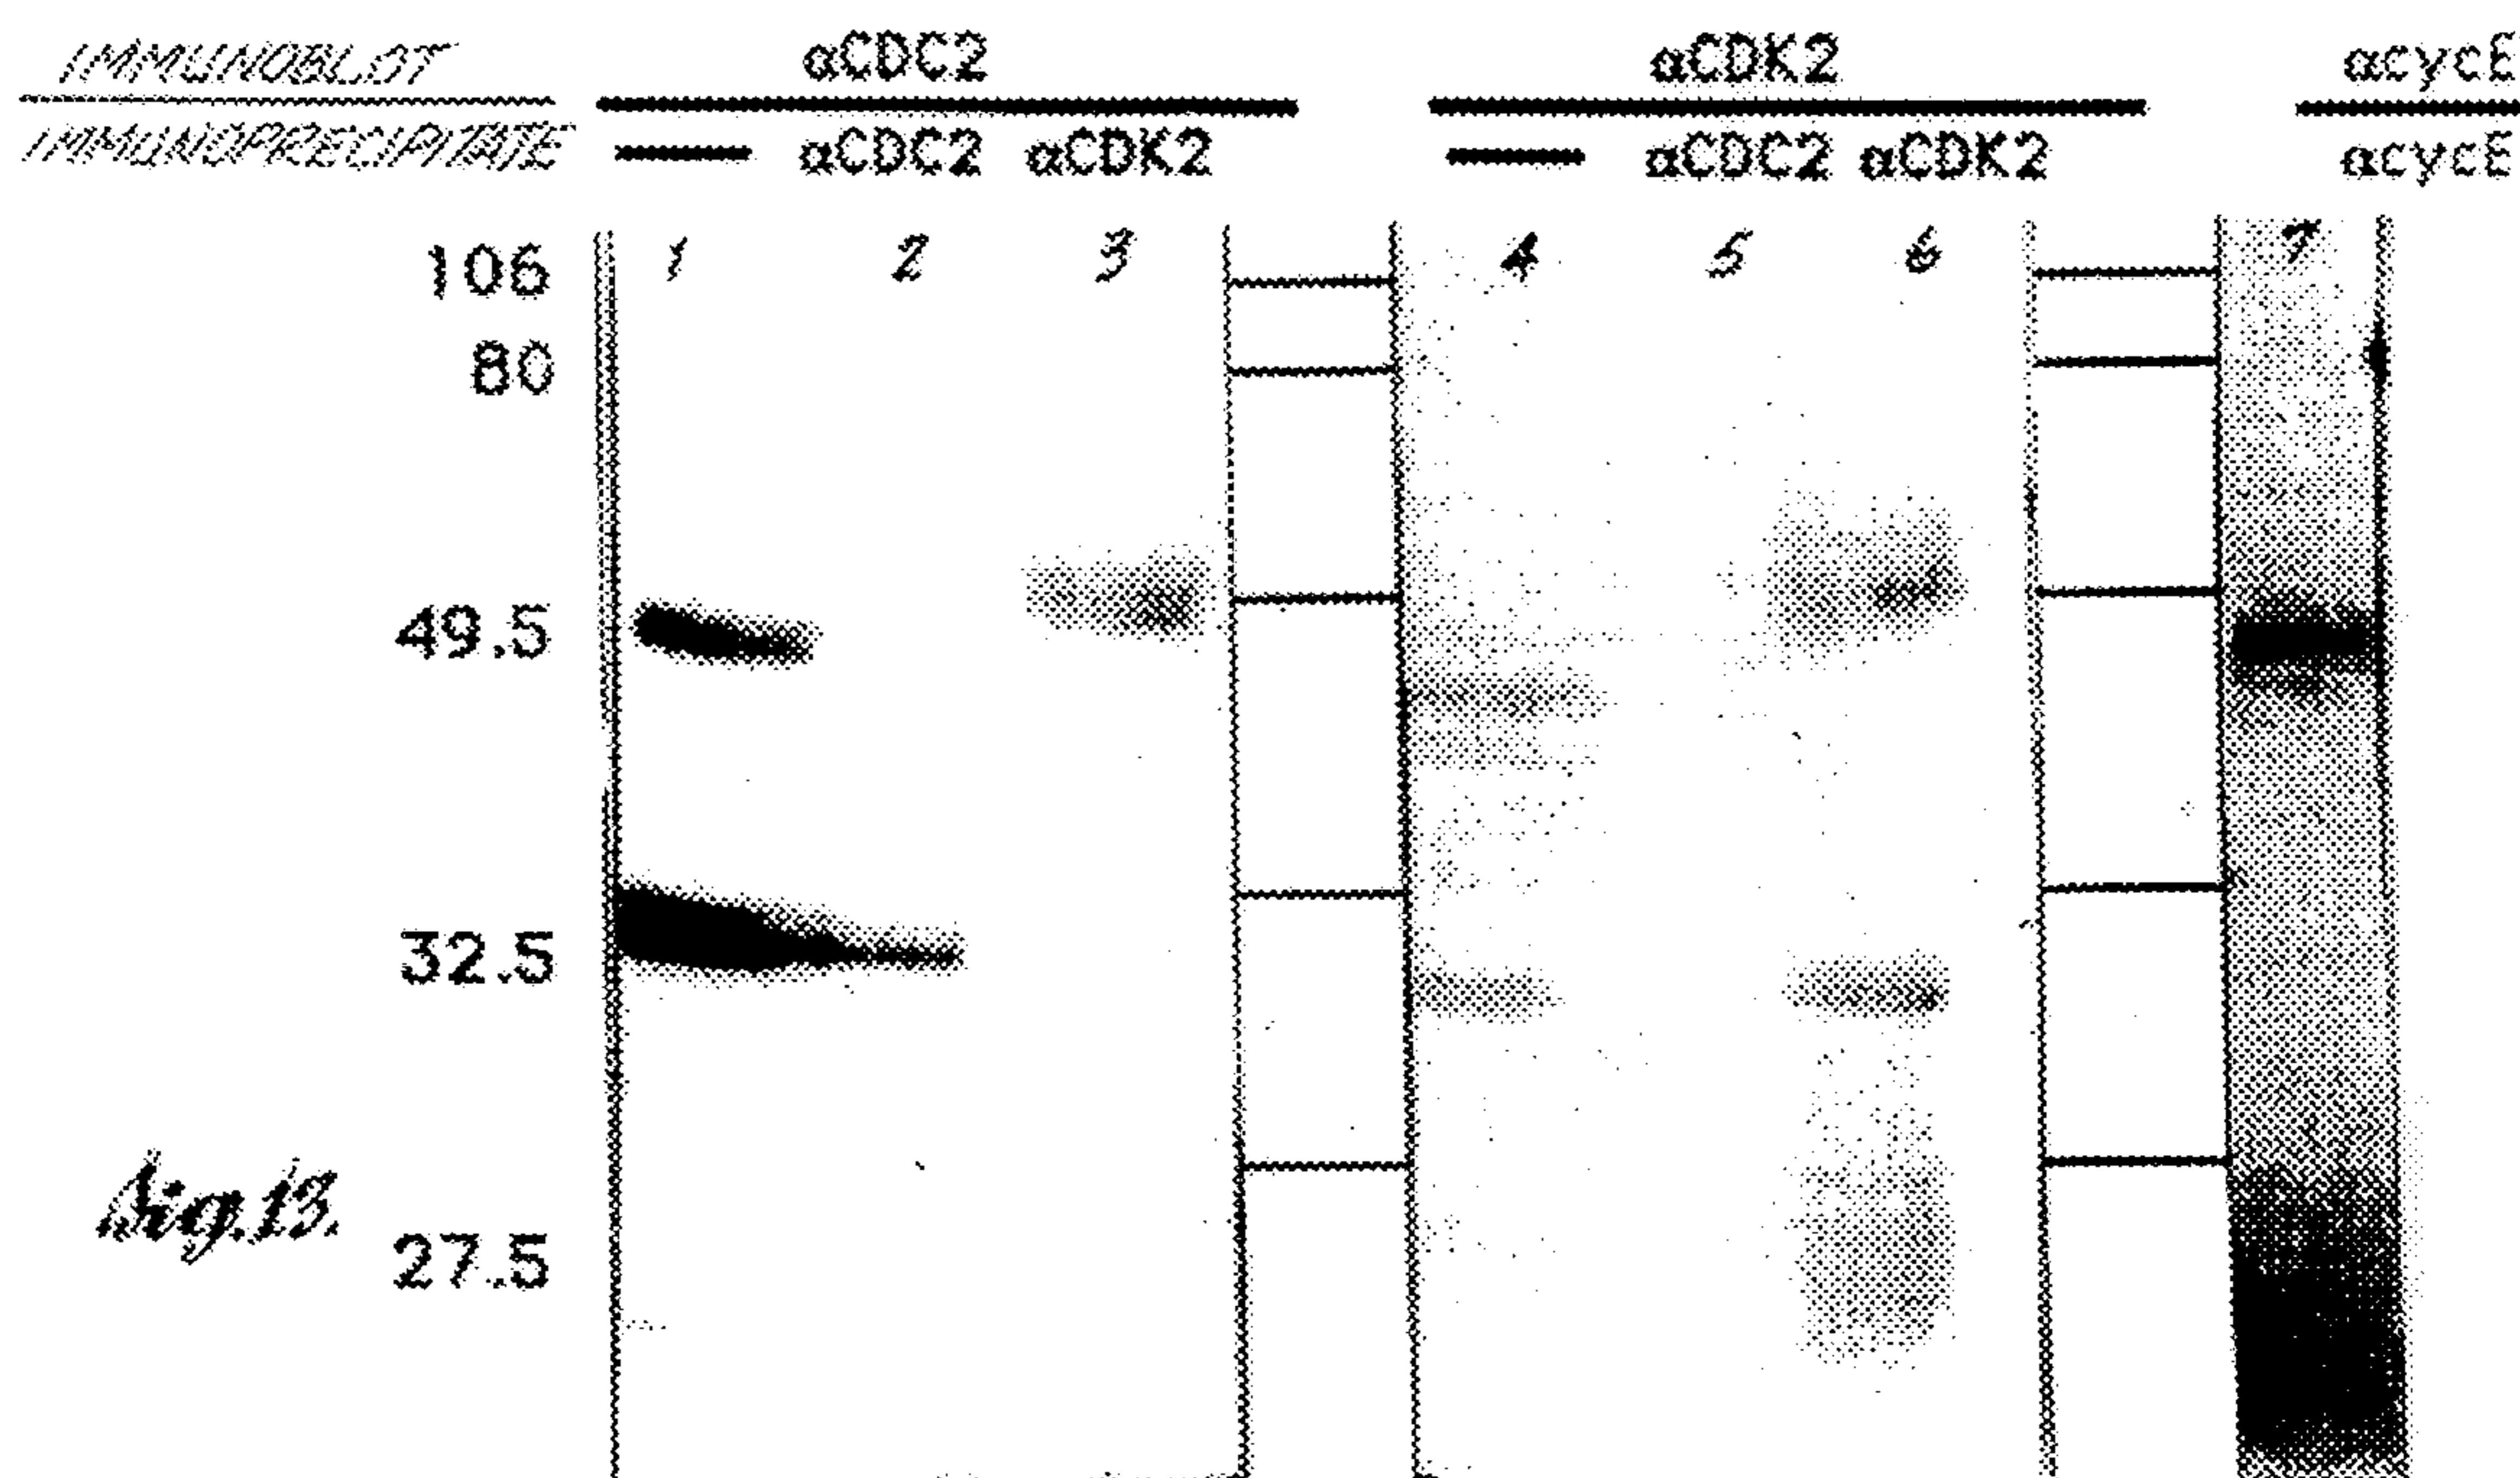 IMMUNOBLOT αCDC2 αCDK2 αcycE
IMMUNOPRECIPITATE — αCDC2 αCDK2 — αCDC2 αCDK2 αcycE
1 2 3 4 5 6 7
106
80
49.5
32.5
27.5
Fig. 13.